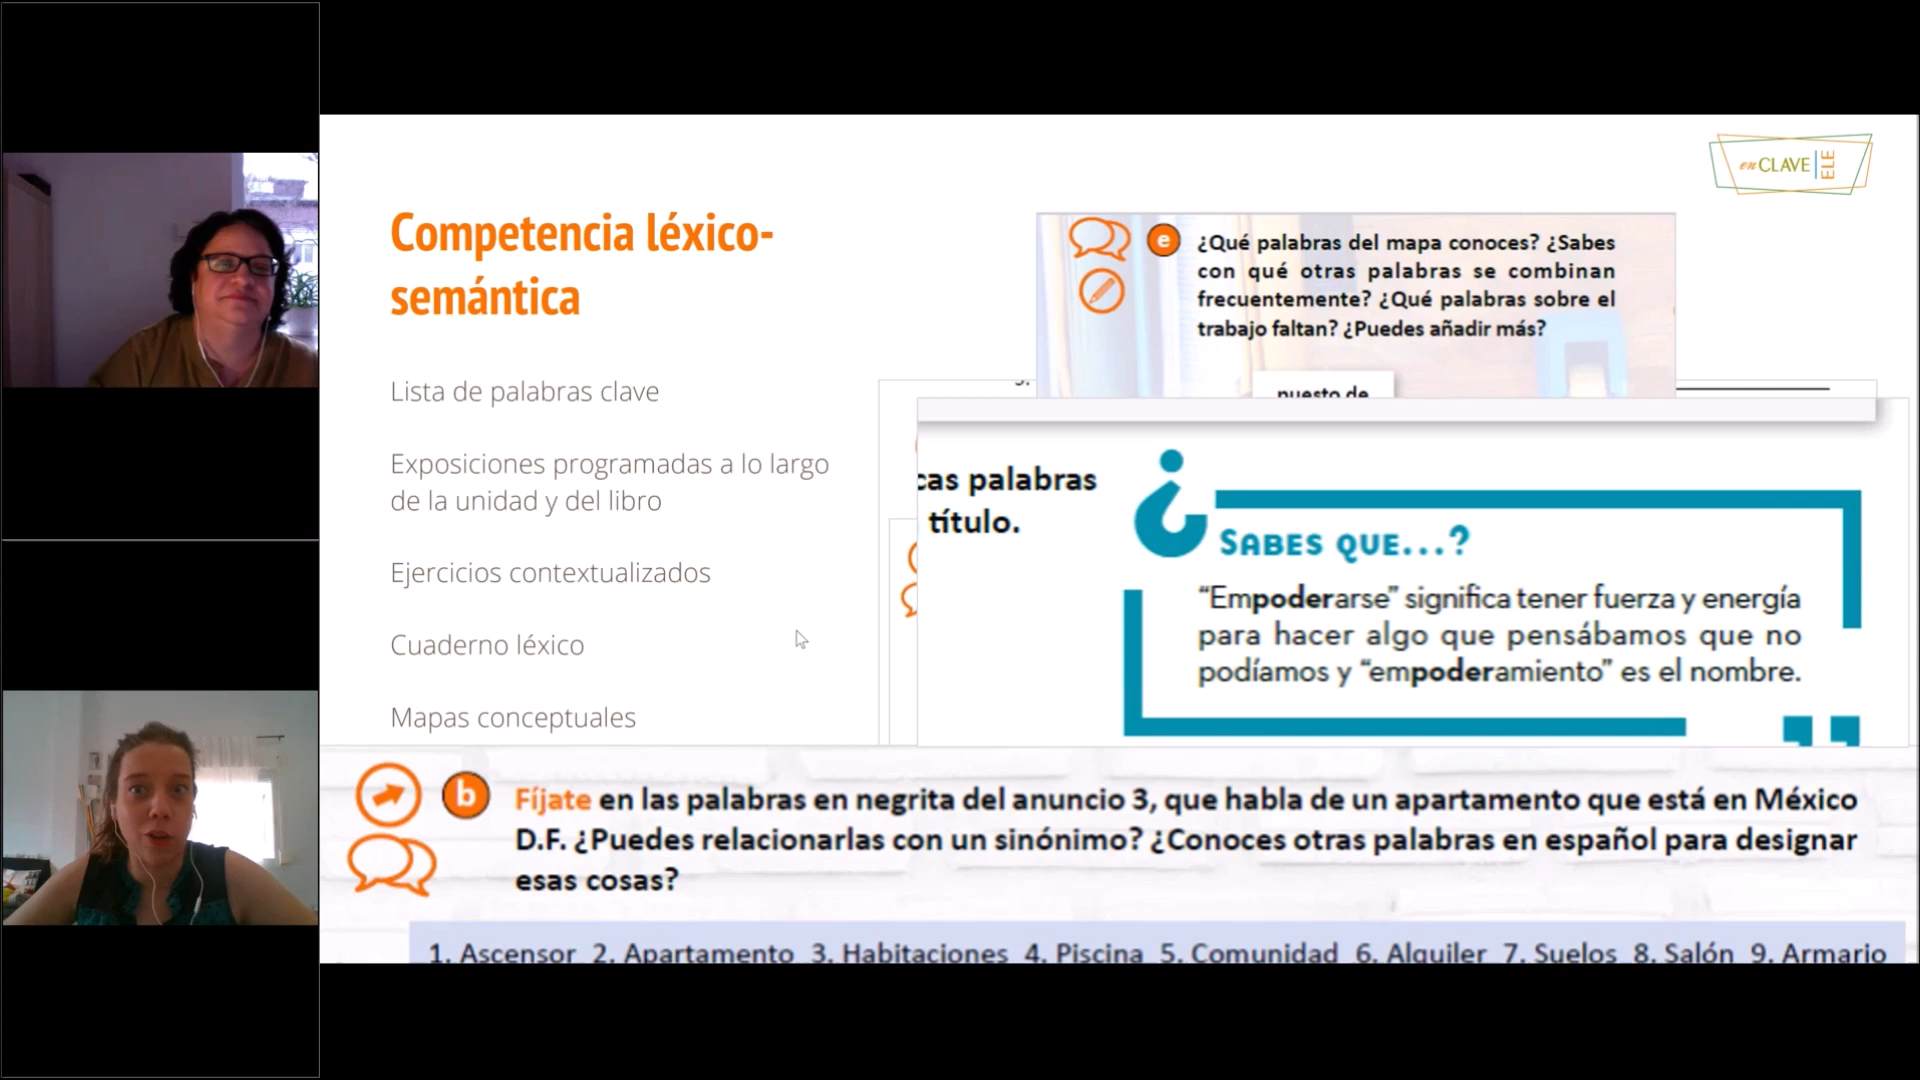 enCLAVE ELE
Competencia léxico-
semántica
Lista de palabras clave
Exposiciones programadas a lo largo
de la unidad y del libro
Ejercicios contextualizados
Cuaderno léxico
Mapas conceptuales
e ¿Qué palabras del mapa conoces? ¿Sabes
con qué otras palabras se combinan
frecuentemente? ¿Qué palabras sobre el
trabajo faltan? ¿Puedes añadir más?
puesto de
cas palabras
título.
¿SABES QUE...?
“Empoderarse” significa tener fuerza y energía
para hacer algo que pensábamos que no
podíamos y “empoderamiento” es el nombre.
b Fíjate en las palabras en negrita del anuncio 3, que habla de un apartamento que está en México
D.F. ¿Puedes relacionarlas con un sinónimo? ¿Conoces otras palabras en español para designar
esas cosas?
1. Ascensor 2. Apartamento 3. Habitaciones 4. Piscina 5. Comunidad 6. Alquiler 7. Suelos 8. Salón 9. Armario